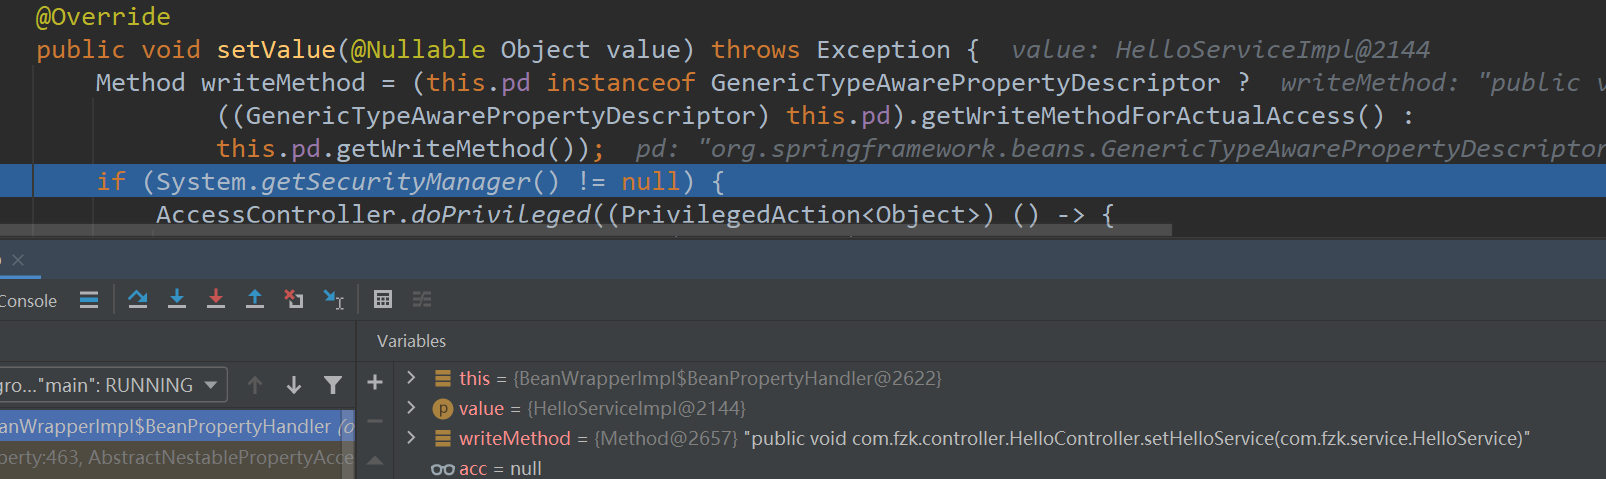 @Override
public void setValue(@Nullable Object value) throws Exception {  value: HelloServiceImpl@2144
Method writeMethod = (this.pd instanceof GenericTypeAwarePropertyDescriptor ?  writeMethod: "public v
((GenericTypeAwarePropertyDescriptor) this.pd).getWriteMethodForActualAccess() :
this.pd.getWriteMethod());  pd: "org.springframework.beans.GenericTypeAwarePropertyDescriptor
if (System.getSecurityManager() != null) {
AccessController.doPrivileged((PrivilegedAction<Object>) () -> {
Console
Variables
gro..."main": RUNNING
this = {BeanWrapperImpl$BeanPropertyHandler@2622}
p value = {HelloServiceImpl@2144}
anWrapperImpl$BeanPropertyHandler (o
writeMethod = {Method@2657} "public void com.fzk.controller.HelloController.setHelloService(com.fzk.service.HelloService)"
perty:463, AbstractNestablePropertyAcce
acc = null